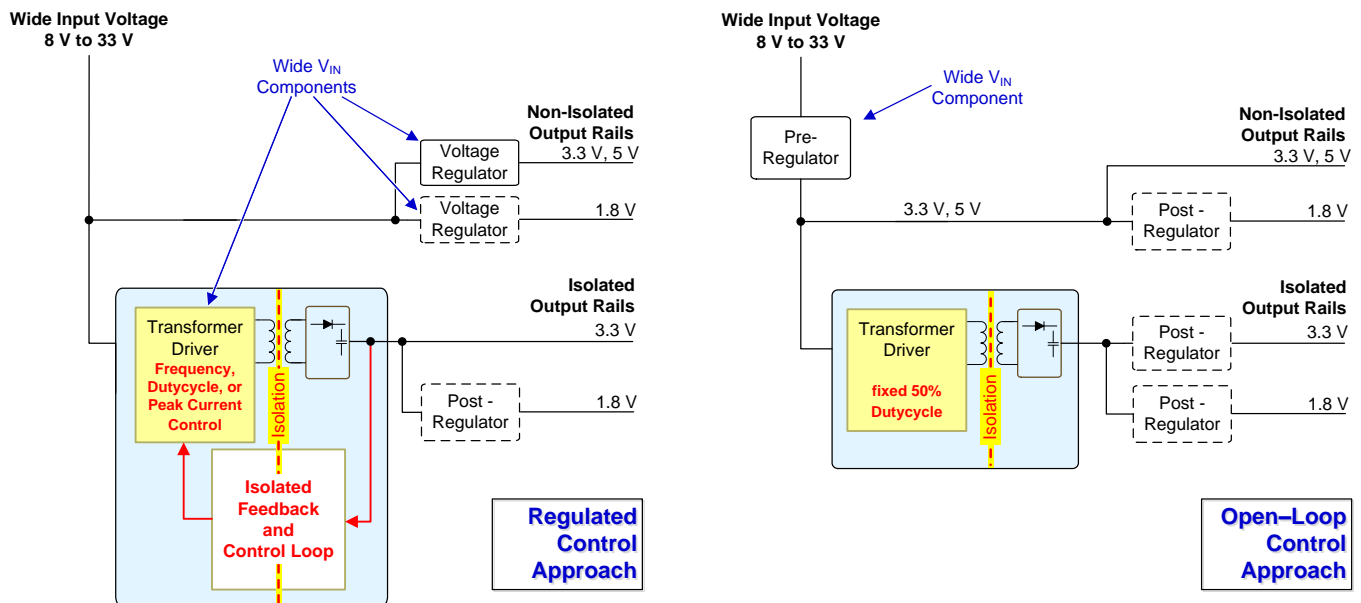 Wide Input Voltage
8 V to 33 V
Wide VIN
Components
Non-Isolated
Output Rails
Voltage
Regulator
3.3 V, 5 V
Voltage
Regulator
1.8 V
Isolated
Output Rails
Transformer
Driver
Frequency,
Dutycycle, or
Peak Current
Control
Isolation
3.3 V
Post -
Regulator
1.8 V
Isolated
Feedback
and
Control Loop
Regulated
Control
Approach
Wide Input Voltage
8 V to 33 V
Wide VIN
Component
Pre-
Regulator
Non-Isolated
Output Rails
3.3 V, 5 V
3.3 V, 5 V
Post -
Regulator
1.8 V
Isolated
Output Rails
Transformer
Driver
fixed 50%
Dutycycle
Isolation
Post -
Regulator
3.3 V
Post -
Regulator
1.8 V
Open–Loop
Control
Approach